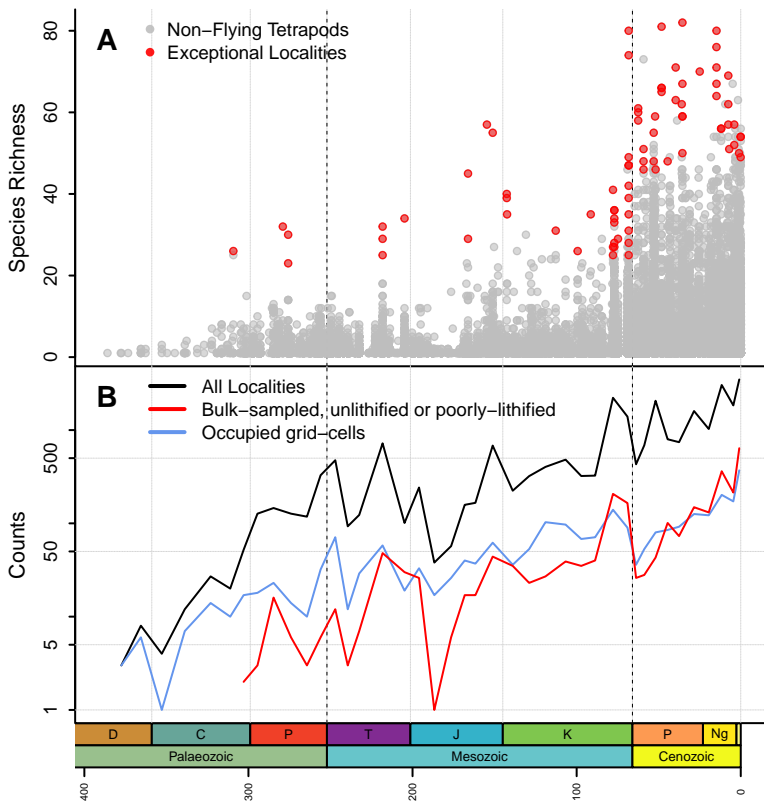 A
Non−Flying Tetrapods
Exceptional Localities
Species Richness
80
60
40
20
0
B
All Localities
Bulk−sampled, unlithified or poorly−lithified
Occupied grid−cells
Counts
500
50
5
1
D C P T J K P Ng
Palaeozoic Mesozoic Cenozoic
400 300 200 100 0